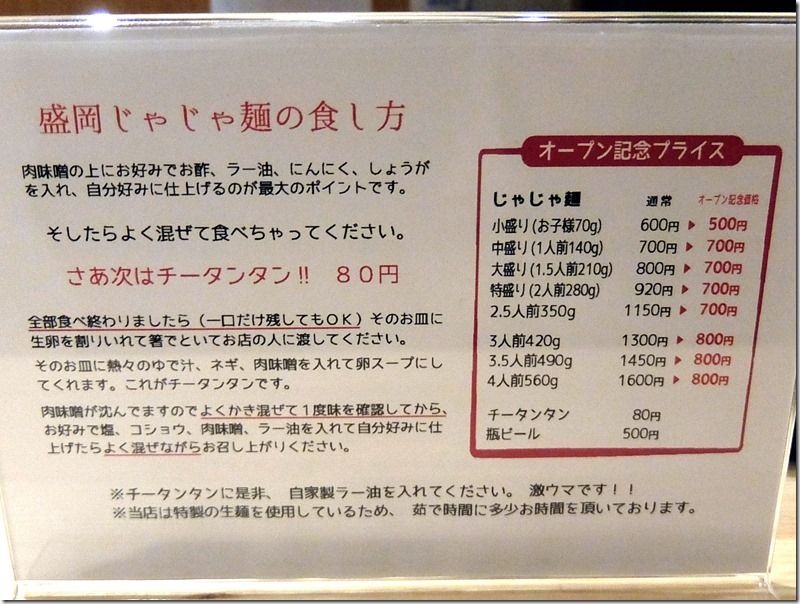 盛岡じゃじゃ麺の食し方
肉味噌の上にお好みでお酢、ラー油、にんにく、しょうが
を入れ、自分好みに仕上げるのが最大のポイントです。
そしたらよく混ぜて食べちゃってください。
さあ次はチータンタン!! 80円
全部食べ終わりましたら（一口だけ残してもOK）そのお皿に
生卵を割りいれて箸でといてお店の人に渡してください。
そのお皿に熱々のゆで汁、ネギ、肉味噌を入れて卵スープにし
てくれます。これがチータンタンです。
肉味噌が沈んでますのでよくかき混ぜて1度味を確認してから、
お好みで塩、コショウ、肉味噌、ラー油を入れて自分好みに仕
上げたらよく混ぜながらお召し上がりください。
オープン記念プライス
じゃじゃ麺 通常 オープン記念価格
小盛り(お子様70g) 600円 ▶ 500円
中盛り(1人前140g) 700円 ▶ 700円
大盛り(1.5人前210g) 800円 ▶ 700円
特盛り(2人前280g) 920円 ▶ 700円
2.5人前350g 1150円 ▶ 700円
3人前420g 1300円 ▶ 800円
3.5人前490g 1450円 ▶ 800円
4人前560g 1600円 ▶ 800円
チータンタン 80円
瓶ビール 500円
※チータンタンに是非、自家製ラー油を入れてください。激ウマです！！
※当店は特製の生麺を使用しているため、茹で時間に多少お時間を頂いております。